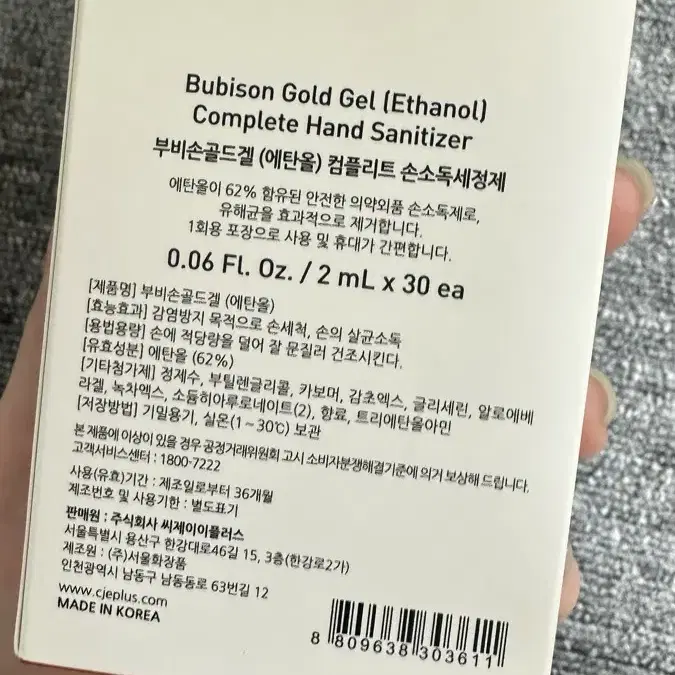 Bubison Gold Gel (Ethanol)
Complete Hand Sanitizer
부비손골드겔 (에탄올) 컴플리트 손소독세정제
에탄올이 62% 함유된 안전한 의약외품 손소독제로,
유해균을 효과적으로 제거합니다.
1회용 포장으로 사용 및 휴대가 간편합니다.
0.06 Fl. Oz. / 2 mL x 30 ea
[제품명] 부비손골드겔 (에탄올)
[효능효과] 감염방지 목적으로 손세척, 손의 살균소독
[용법용량] 손에 적당량을 덜어 잘 문질러 건조시킨다.
[유효성분] 에탄올 (62%)
[기타첨가제] 정제수, 부틸렌글리콜, 카보머, 감초엑스, 글리세린, 알로에베
라겔, 녹차엑스, 소듐히아루로네이트(2), 향료, 트리에탄올아민
[저장방법] 기밀용기, 실온(1~30℃) 보관
본 제품에 이상이 있을 경우 공정거래위원회 고시 소비자분쟁해결기준에 의거 보상해 드립니다.
고객서비스센터 : 1800-7222
사용(유효)기간 : 제조일로부터 36개월
제조번호 및 사용기한 : 별도표기
판매원 : 주식회사 씨제이이플러스
서울특별시 용산구 한강대로46길 15, 3층(한강로2가)
제조원 : (주)서울화장품
인천광역시 남동구 남동동로 63번길 12
www.cjeplus.com
MADE IN KOREA
8 809638 303611